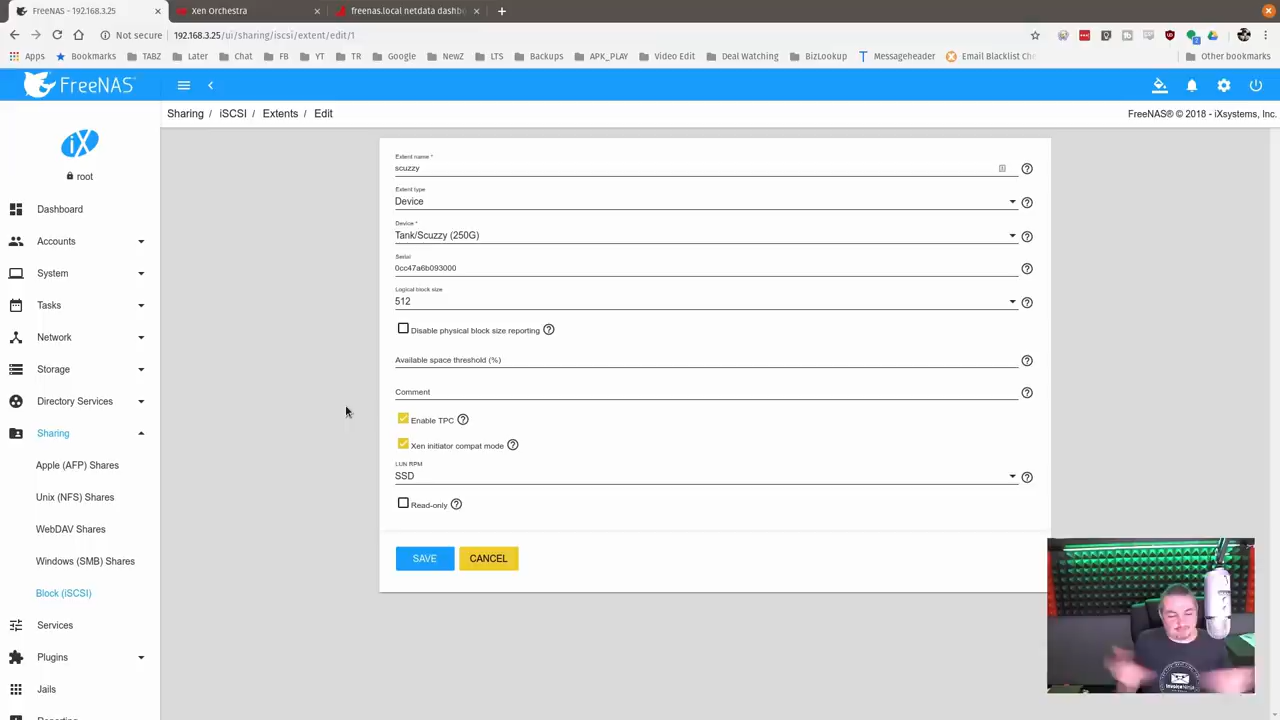 FreeNAS - 192.168.3.25
Xen Orchestra
freenas.local netdata dashbo
Not secure 192.168.3.25/ui/sharing/iscsi/extent/edit/1
Apps Bookmarks TABZ Later Chat FB YT TR Google NewZ LTS Backups APK_PLAY Video Edit Deal Watching BizLookup Messageheader Email Blacklist Che Other bookmarks
FreeNAS
Sharing / iSCSI / Extents / Edit
FreeNAS® © 2018 - iXsystems, Inc.
iX
root
Dashboard
Accounts
System
Tasks
Network
Storage
Directory Services
Sharing
Apple (AFP) Shares
Unix (NFS) Shares
WebDAV Shares
Windows (SMB) Shares
Block (iSCSI)
Services
Plugins
Jails
Reporting
Extent name *
scuzzy
Extent type
Device
Device *
Tank/Scuzzy (250G)
Serial
0cc47a6b093000
Logical block size
512
Disable physical block size reporting
Available space threshold (%)
Comment
Enable TPC
Xen initiator compat mode
LUN RPM
SSD
Read-only
SAVE
CANCEL